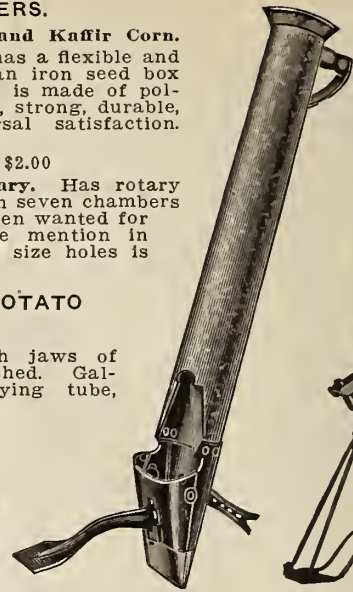 ERS.
and Kaffir Corn.
has a flexible and
an iron seed box
is made of pol-
, strong, durable,
rsal satisfaction.
$2.00
ary. Has rotary
h seven chambers
en wanted for
e mention in
size holes is
OTATO
h jaws of
ched. Gal-
ying tube,